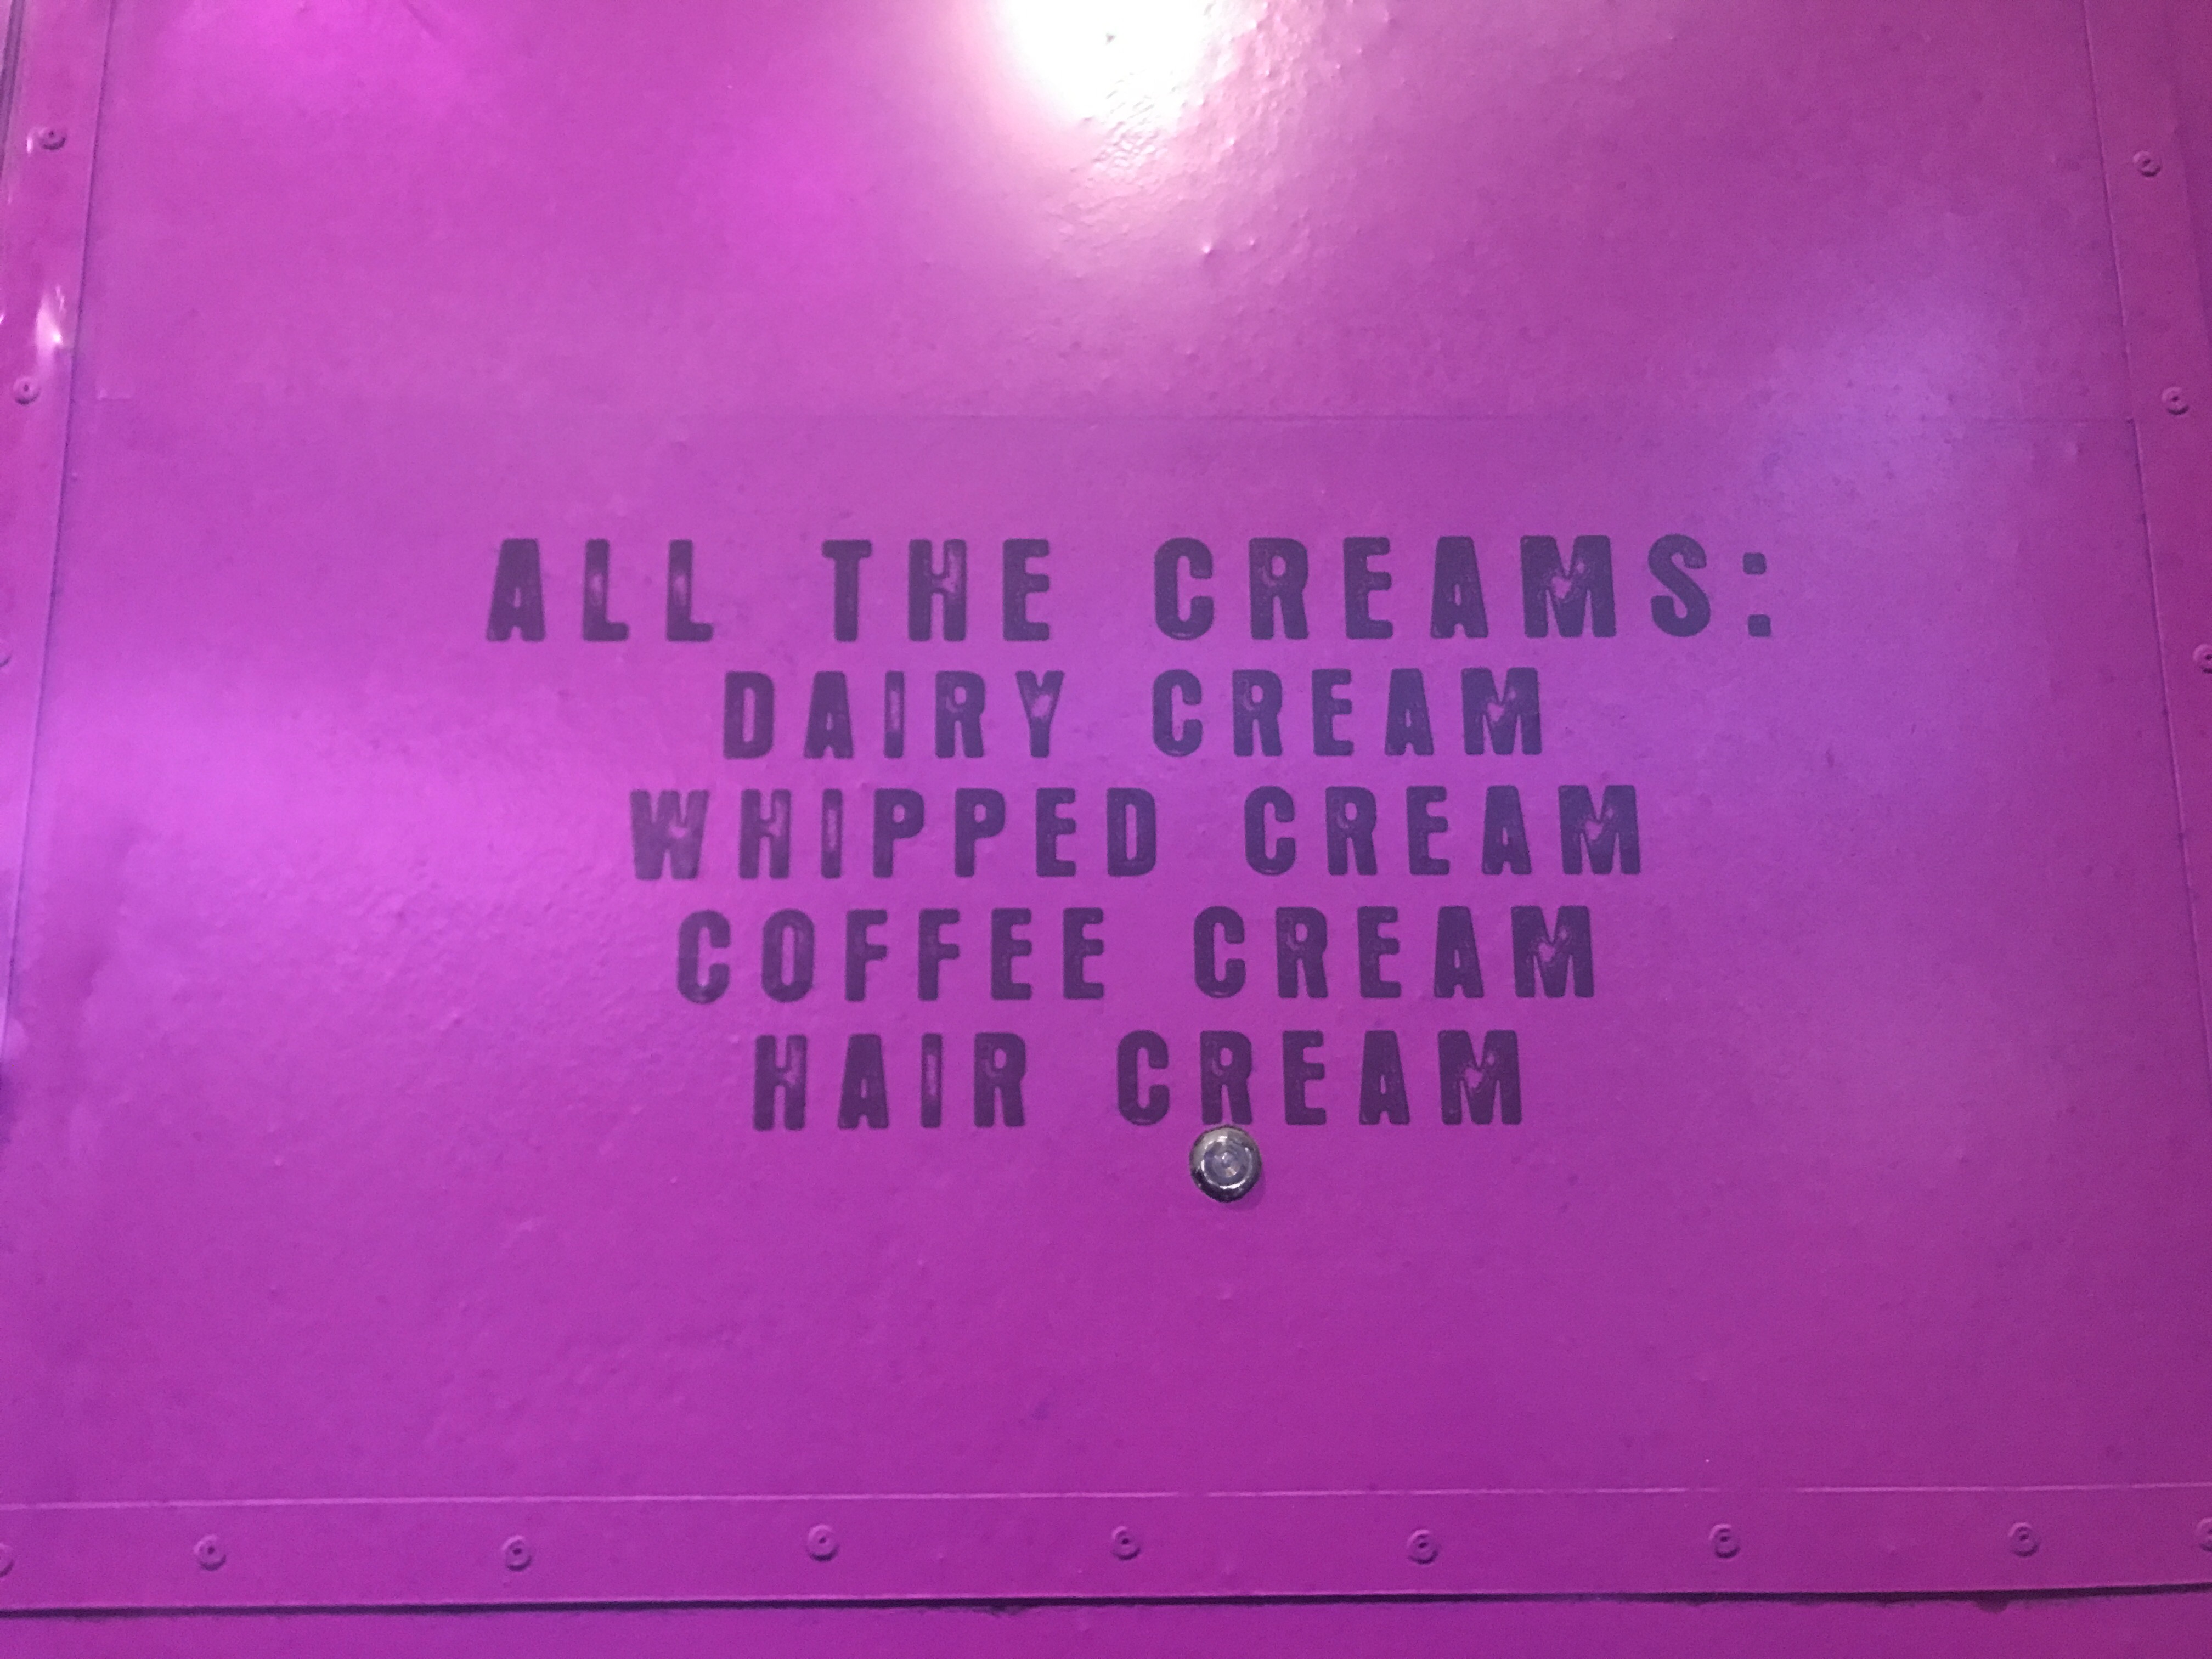 ALL THE CREAMS:
DAIRY CREAM
WHIPPED CREAM
COFFEE CREAM
HAIR CREAM